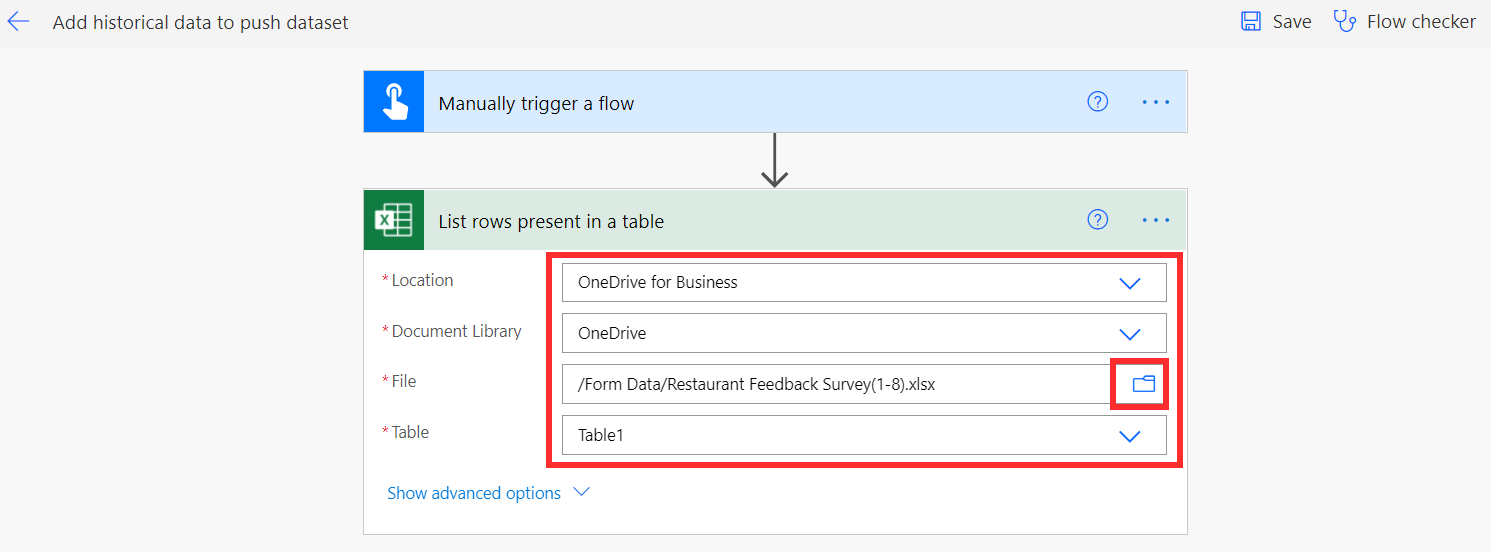 Add historical data to push dataset
Save
Flow checker
Manually trigger a flow
?
List rows present in a table
?
* Location
OneDrive for Business
* Document Library
OneDrive
* File
/Form Data/Restaurant Feedback Survey(1-8).xlsx
* Table
Table1
Show advanced options